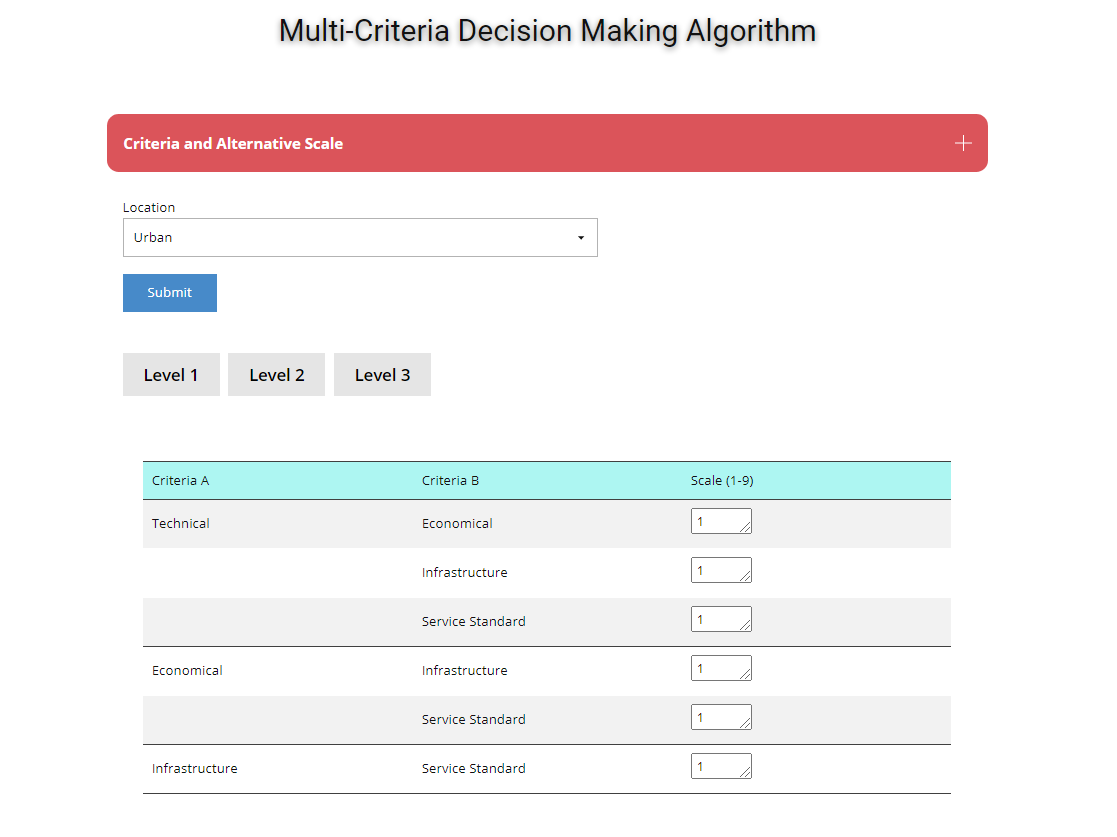 Multi-Criteria Decision Making Algorithm
Criteria and Alternative Scale
Location
Urban
Submit
Level 1 Level 2 Level 3
Criteria A Criteria B Scale (1-9)
Technical Economical 1
Infrastructure 1
Service Standard 1
Economical Infrastructure 1
Service Standard 1
Infrastructure Service Standard 1